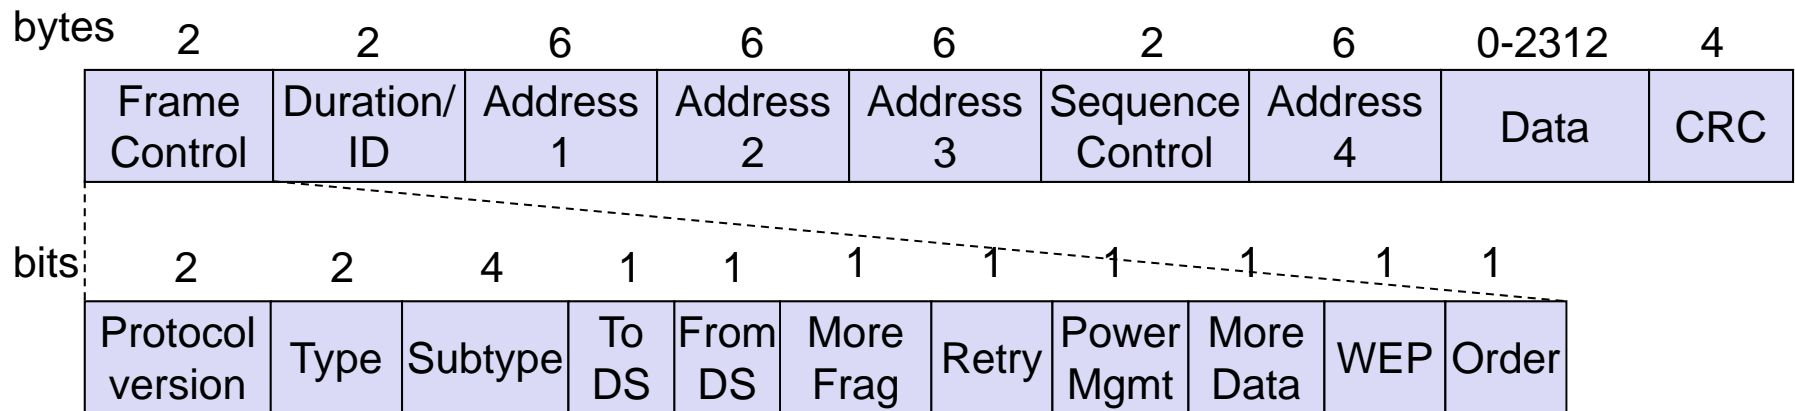 bytes 2 2 6 6 6 2 6 0-2312 4
Frame Control Duration/ ID Address 1 Address 2 Address 3 Sequence Control Address 4 Data CRC
bits 2 2 4 1 1 1 1 1 1 1 1
Protocol version Type Subtype To DS From DS More Frag Retry Power Mgmt More Data WEP Order